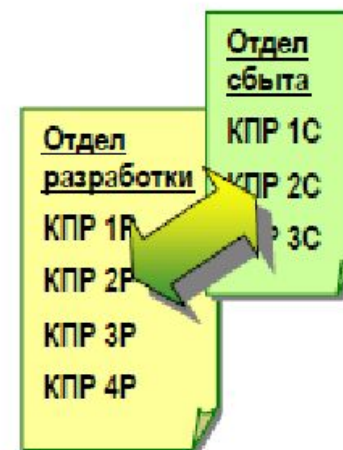 Отдел
сбыта
КПР 1С
КПР 2С
3С
Отдел
разработки
КПР 1Р
КПР 2Р
КПР 3Р
КПР 4Р